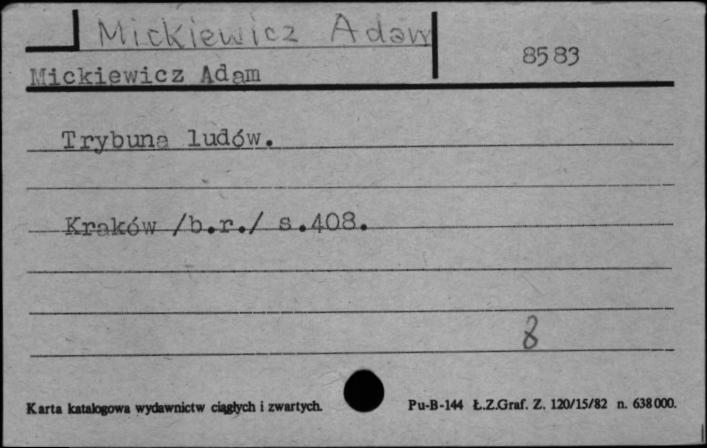 Mickiewicz Adam
8583
Mickiewicz Adam
Trybuna ludów.
Kraków /b.r./ s.408.
8
Karta katalogowa wydawnictw ciągłych i zwartych.
Pu-B-144 Ł.Z.Graf. Z. 120/15/82 n. 638000.